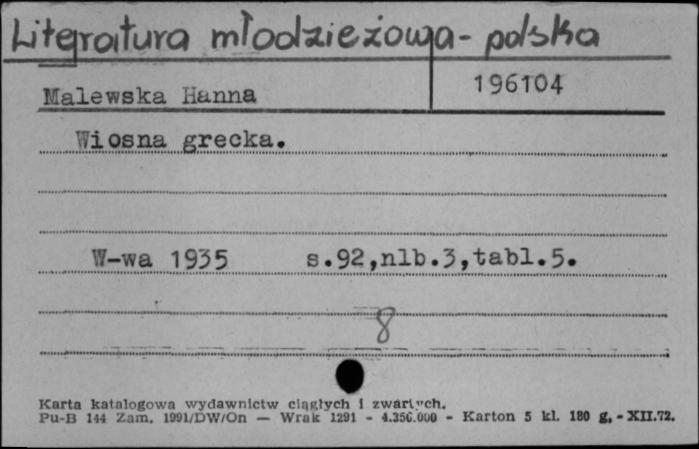 Literatura młodzieżowa - polska
Malewska Hanna
196104
Wiosna grecka.
W-wa 1935 s.92,nlb.3,tabl.5.
8
Karta katalogowa wydawnictw ciągłych i zwartych.
Pu-B 144 Zam. 1991/DW/On — Wrak 1291 - 4.356.000 - Karton 5 kl. 180 g, - XII.72.